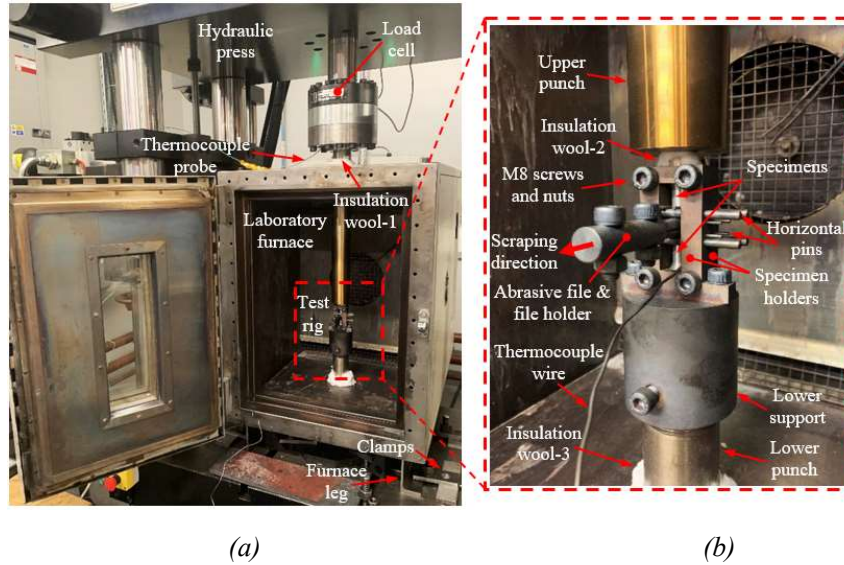 Hydraulic
press
Load
cell
Thermocouple
probe
Insulation
wool-1
Laboratory
furnace
Test
rig
Clamps
Furnace
leg
Upper
punch
Insulation
wool-2
M8 screws
and nuts
Specimens
Scraping
direction
Horizontal
pins
Abrasive file &
file holder
Specimen
holders
Thermocouple
wire
Lower
support
Insulation
wool-3
Lower
punch
(a)
(b)